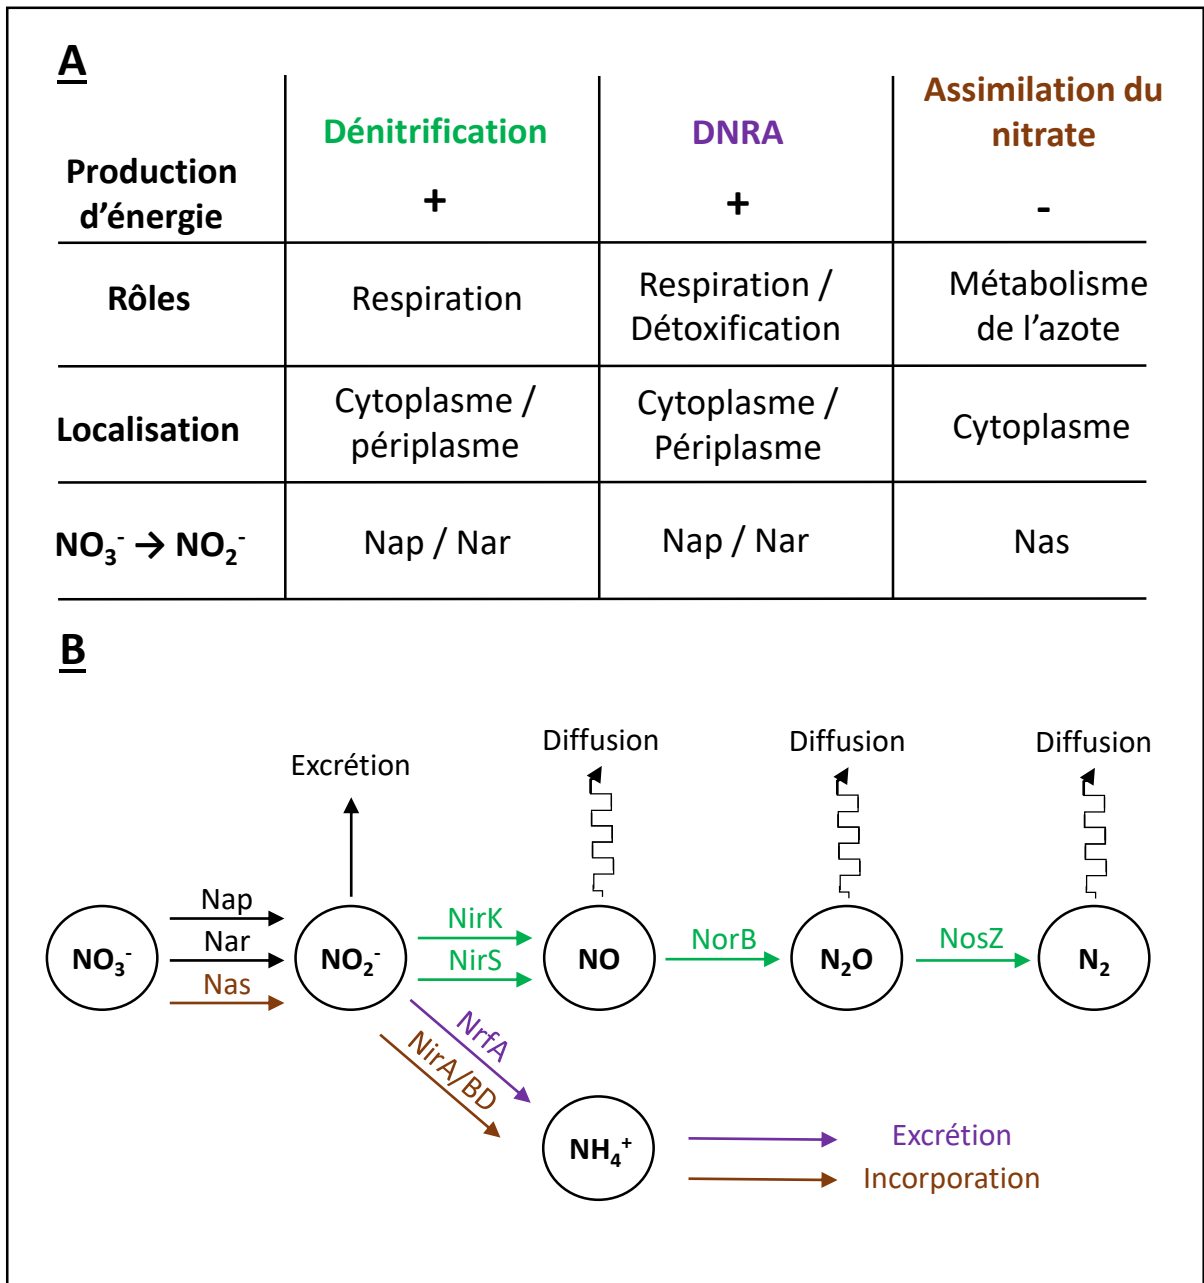 A
Dénitrification
DNRA
Assimilation du
nitrate
Production
d’énergie
+
+
-
Rôles
Respiration
Respiration /
Détoxification
Métabolisme
de l’azote
Localisation
Cytoplasme /
périplasme
Cytoplasme /
Périplasme
Cytoplasme
NO₃⁻ → NO₂⁻
Nap / Nar
Nap / Nar
Nas
B
Excrétion
Diffusion
Diffusion
Diffusion
NO₃⁻
Nap
Nar
Nas
NO₂⁻
NirK
NirS
NO
NorB
N₂O
NosZ
N₂
NrfA
NirA/BD
NH₄⁺
Excrétion
Incorporation